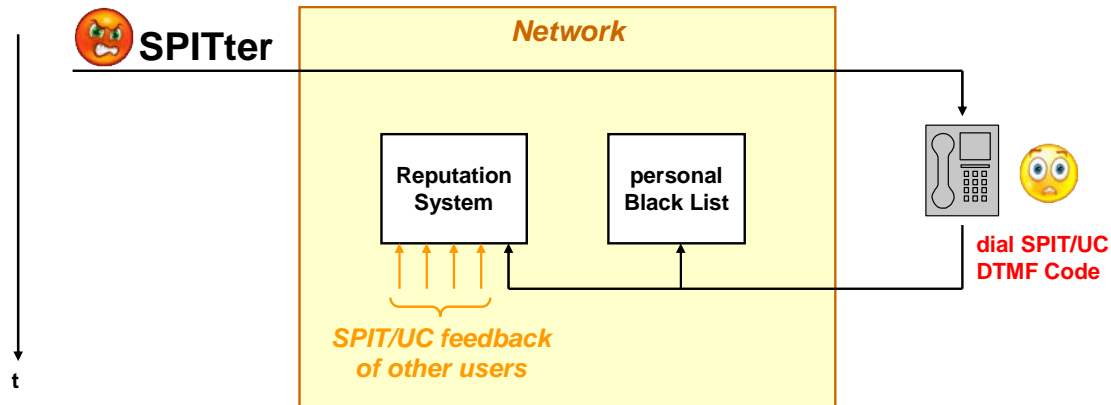 Network
SPITter
Reputation
System
personal
Black List
dial SPIT/UC
DTMF Code
SPIT/UC feedback
of other users
t